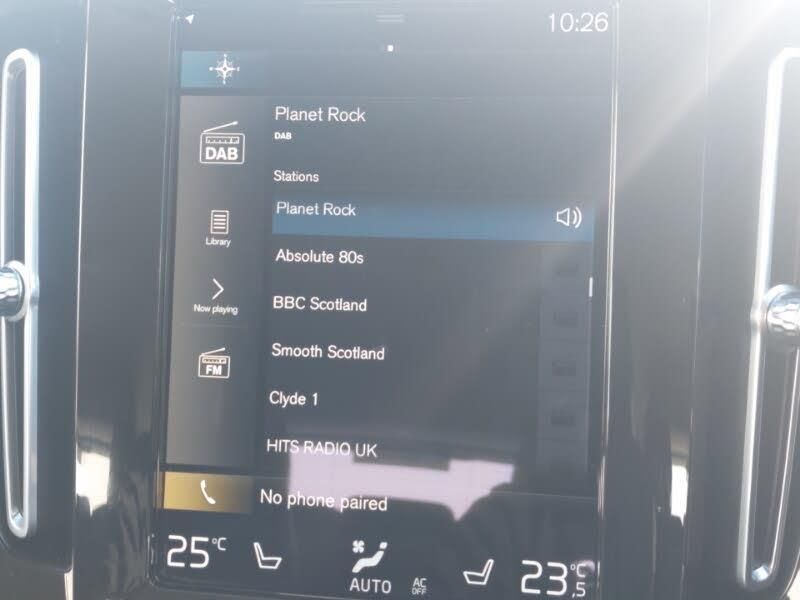 10:26
Planet Rock
DAB
DAB
Stations
Planet Rock
Library
Absolute 80s
Now playing
BBC Scotland
Smooth Scotland
FM
Clyde 1
HITS RADIO UK
No phone paired
25°C
AUTO
AC OFF
23,5°C